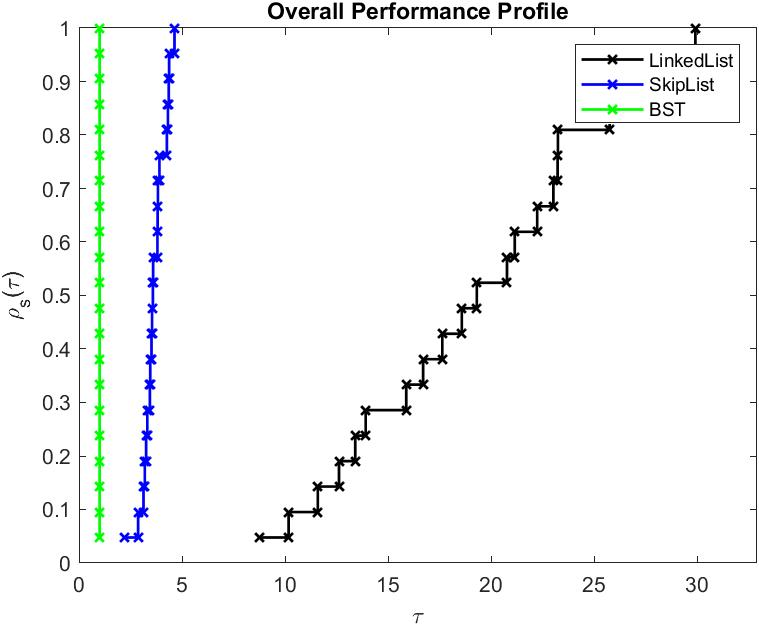 Overall Performance Profile
LinkedList
SkipList
BST
1
0.9
0.8
0.7
0.6
0.5
0.4
0.3
0.2
0.1
0
ρs(τ)
0 5 10 15 20 25 30
τ